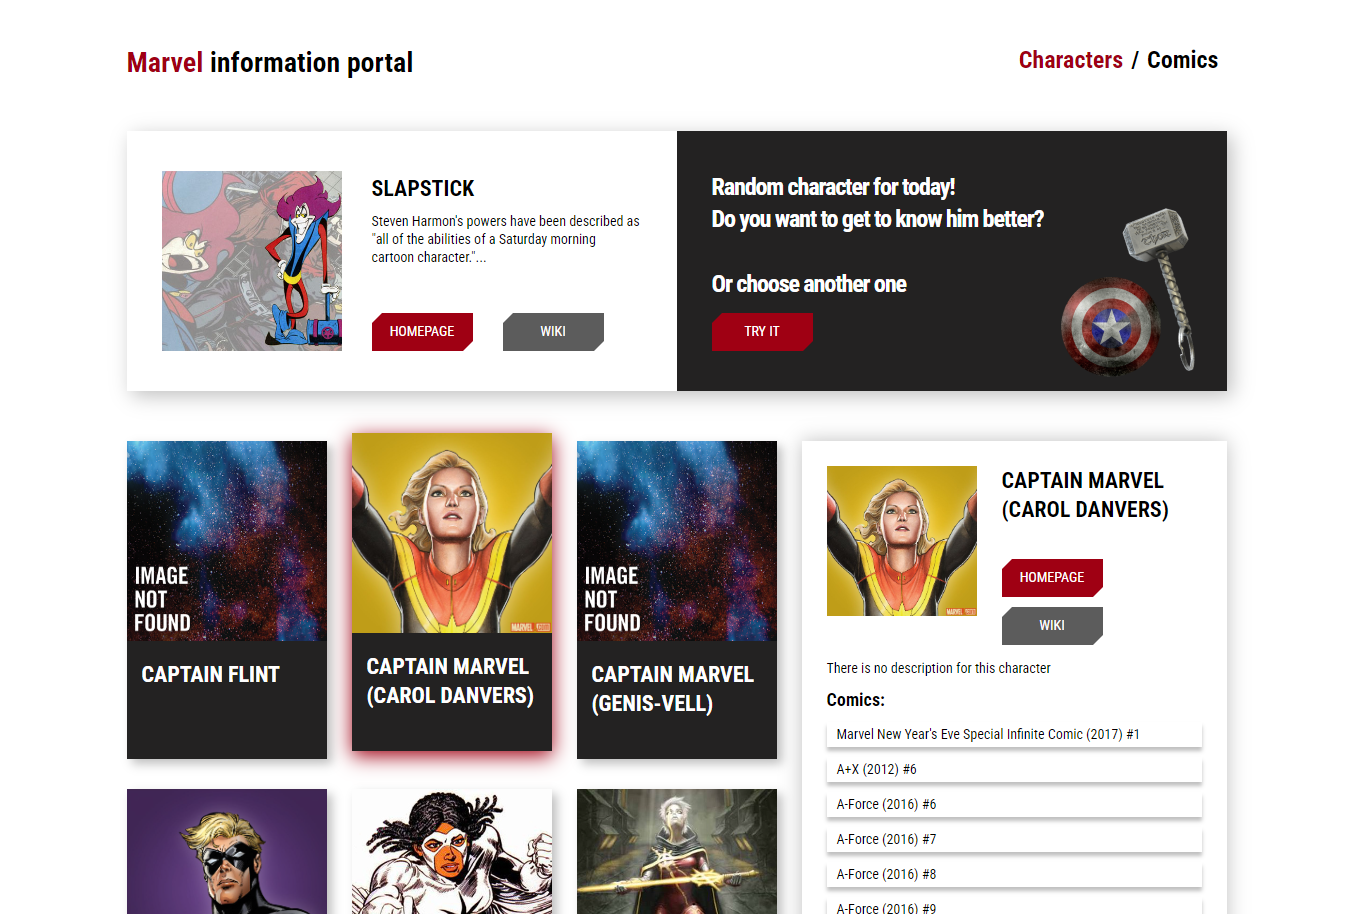 Marvel information portal
Characters / Comics
SLAPSTICK
Steven Harmon's powers have been described as
"all of the abilities of a Saturday morning
cartoon character."...
HOMEPAGE
WIKI
Random character for today!
Do you want to get to know him better?
Or choose another one
TRY IT
IMAGE
NOT
FOUND
CAPTAIN FLINT
MARVEL
CAPTAIN MARVEL
(CAROL DANVERS)
IMAGE
NOT
FOUND
CAPTAIN MARVEL
(GENIS-VELL)
MARVEL
CAPTAIN MARVEL
(CAROL DANVERS)
HOMEPAGE
WIKI
There is no description for this character
Comics:
Marvel New Year's Eve Special Infinite Comic (2017) #1
A+X (2012) #6
A-Force (2016) #6
A-Force (2016) #7
A-Force (2016) #8
A-Force (2016) #9